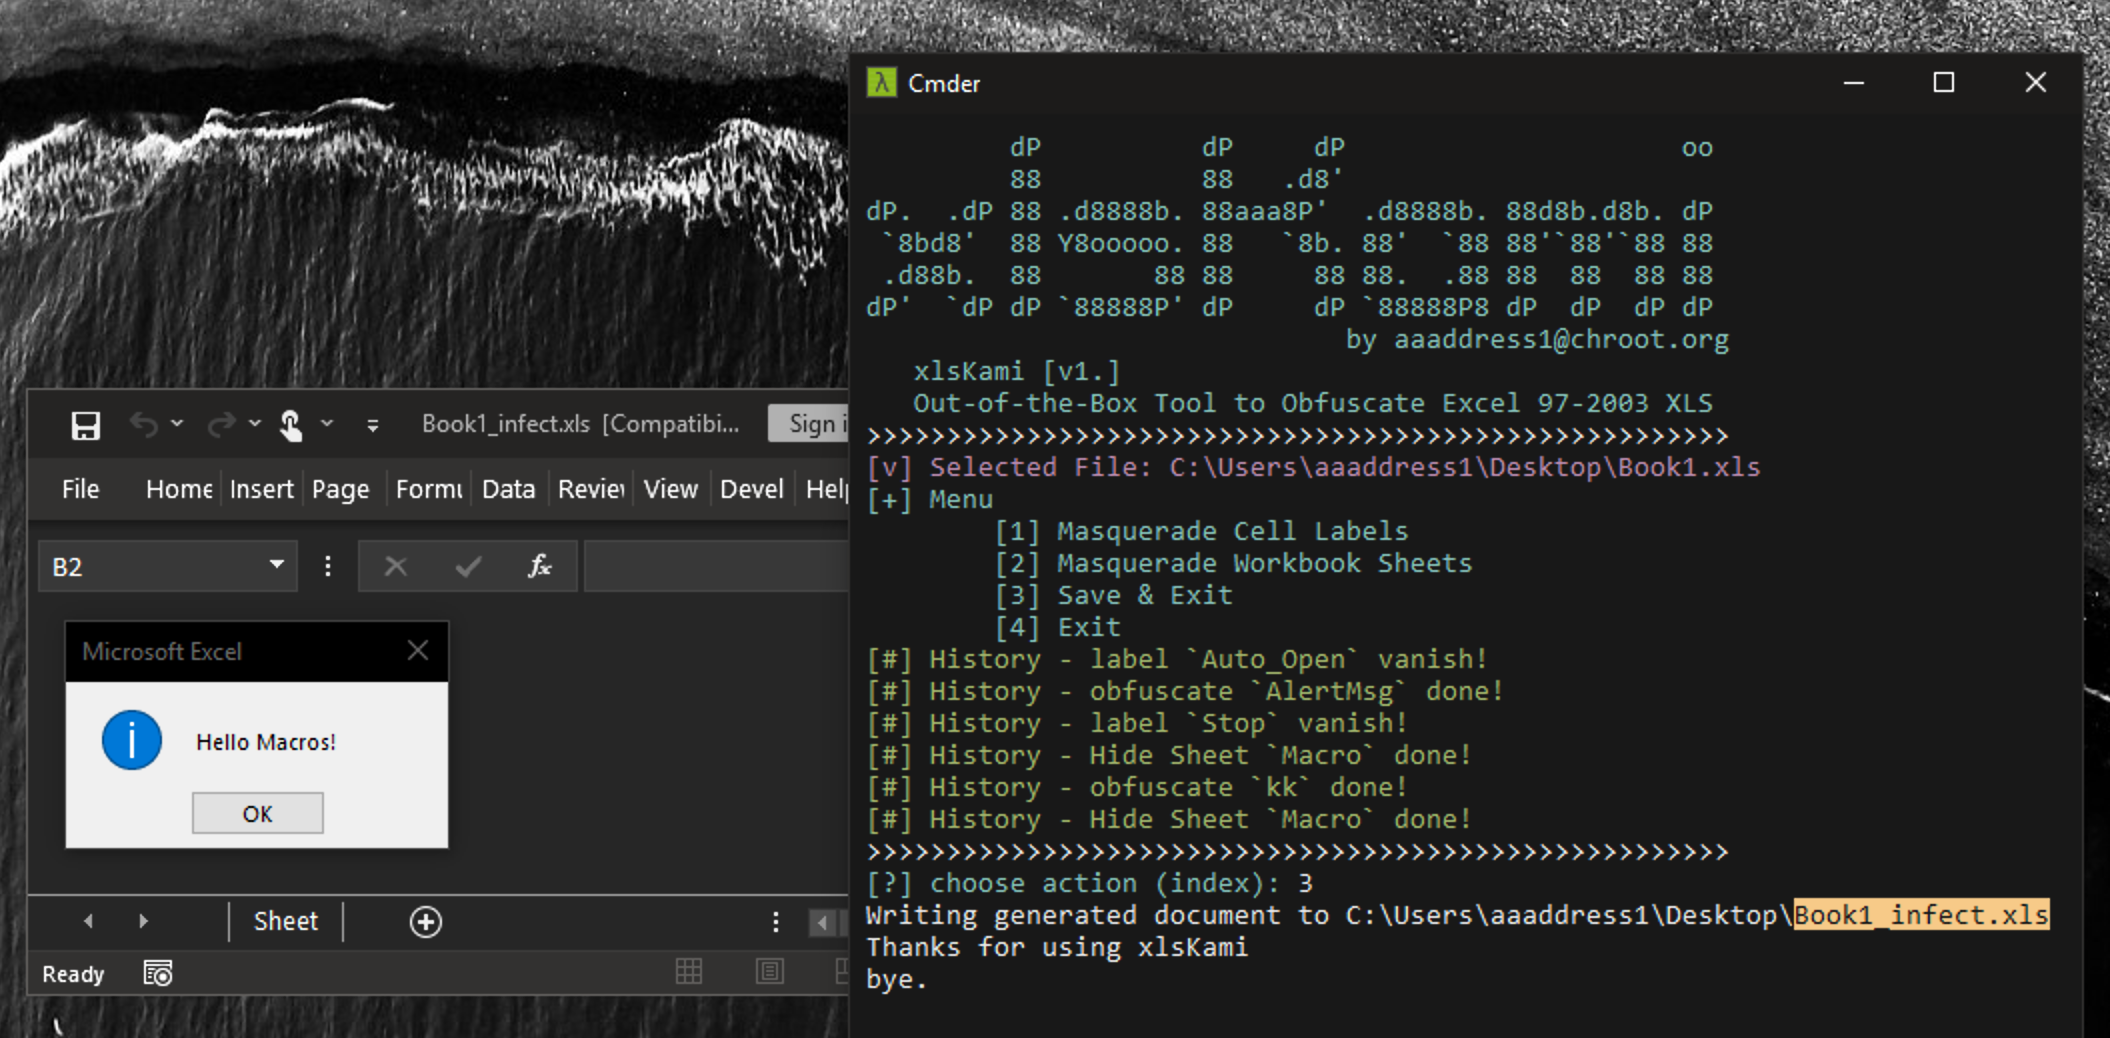 Cmder
dP dP dP oo
88 88 .d8'
dP. .dP 88 .d8888b. 88aaa8P' .d8888b. 88d8b.d8b. dP
`8bd8' 88 Y8ooooo. 88 `8b. 88' `88 88'`88'`88 88
.d88b. 88 88 88 88 88. .88 88 88 88 88
dP' `dP dP `88888P' dP dP `88888P8 dP dP dP dP
by aaaddress1@chroot.org
xlsKami [v1.]
Out-of-the-Box Tool to Obfuscate Excel 97-2003 XLS
>>>>>>>>>>>>>>>>>>>>>>>>>>>>>>>>>>>>>>>>>>>>>>>>>>>>>>
[v] Selected File: C:\Users\aaaddress1\Desktop\Book1.xls
[+] Menu
[1] Masquerade Cell Labels
[2] Masquerade Workbook Sheets
[3] Save & Exit
[4] Exit
[#] History - label `Auto_Open` vanish!
[#] History - obfuscate `AlertMsg` done!
[#] History - label `Stop` vanish!
[#] History - Hide Sheet `Macro` done!
[#] History - obfuscate `kk` done!
[#] History - Hide Sheet `Macro` done!
>>>>>>>>>>>>>>>>>>>>>>>>>>>>>>>>>>>>>>>>>>>>>>>>>>>>>>
[?] choose action (index): 3
Writing generated document to C:\Users\aaaddress1\Desktop\Book1_infect.xls
Thanks for using xlsKami
bye.
Book1_infect.xls [Compatibi... Sign i
File Home Insert Page Formu Data Review View Devel Help
B2 fx
Microsoft Excel
Hello Macros!
OK
Sheet
Ready